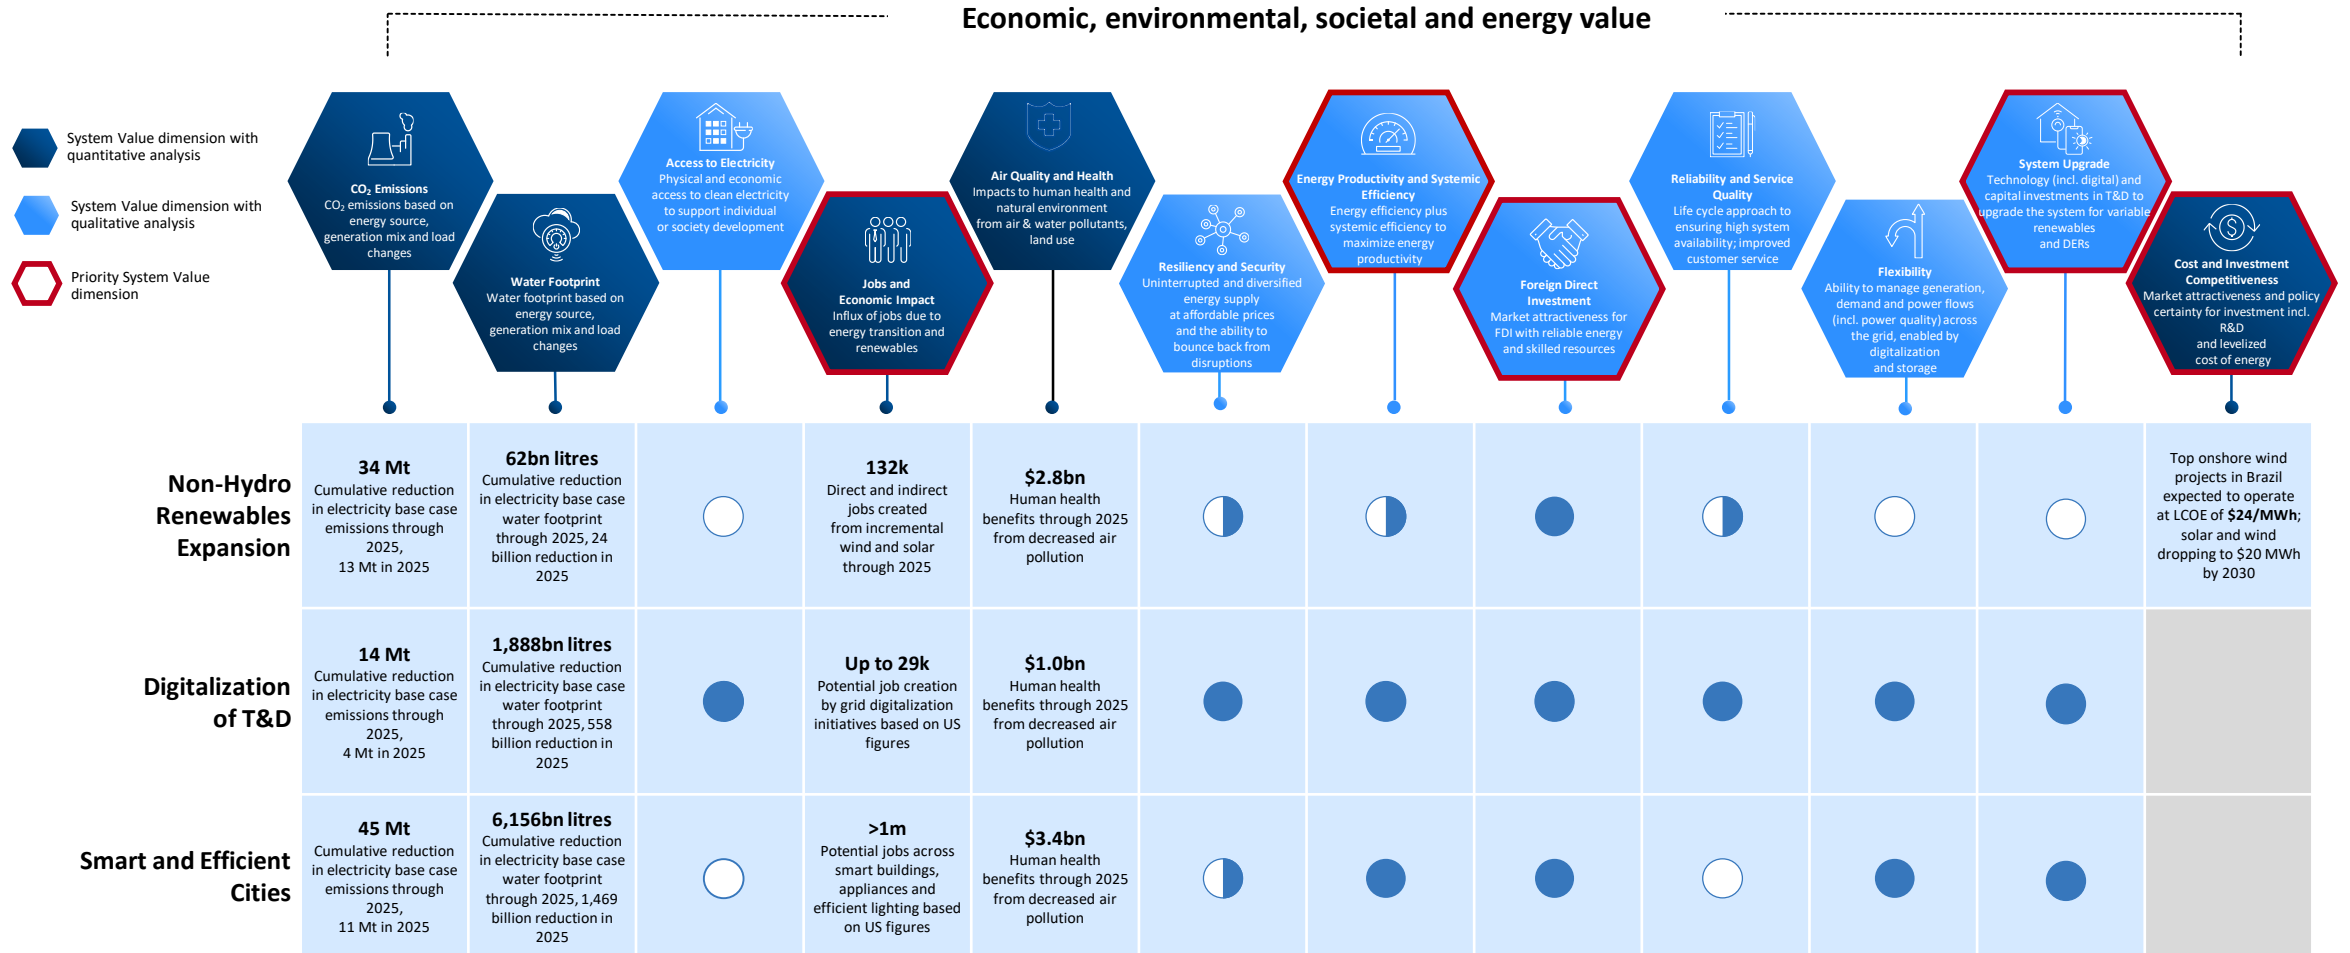 Economic, environmental, societal and energy value
System Value dimension with
quantitative analysis
System Value dimension with
qualitative analysis
Priority System Value
dimension
CO2 Emissions
CO2 emissions based on
energy source,
generation mix and load
changes
Water Footprint
Water footprint based on
energy source,
generation mix and load
changes
Access to Electricity
Physical and economic
access to clean electricity
to support individual
or society development
Jobs and
Economic Impact
Influx of jobs due to
energy transition and
renewables
Air Quality and Health
Impacts to human health and
natural environment
from air & water pollutants,
land use
Resiliency and Security
Uninterrupted and diversified
energy supply
at affordable prices
and the ability to
bounce back from
disruptions
Energy Productivity and Systemic
Efficiency
Energy efficiency plus
systemic efficiency to
maximize energy
productivity
Foreign Direct
Investment
Market attractiveness for
FDI with reliable energy
and skilled resources
Reliability and Service
Quality
Life cycle approach to
ensuring high system
availability; improved
customer service
Flexibility
Ability to manage generation,
demand and power flows
(incl. power quality) across
the grid, enabled by
digitalization
and storage
System Upgrade
Technology (incl. digital) and
capital investments in T&D to
upgrade the system for variable
renewables
and DERs
Cost and Investment
Competitiveness
Market attractiveness and policy
certainty for investment incl.
R&D
and levelized
cost of energy
Non-Hydro
Renewables
Expansion
34 Mt
Cumulative reduction
in electricity base case
emissions through
2025,
13 Mt in 2025
62bn litres
Cumulative reduction
in electricity base case
water footprint
through 2025, 24
billion reduction in
2025
132k
Direct and indirect
jobs created
from incremental
wind and solar
through 2025
$2.8bn
Human health
benefits through 2025
from decreased air
pollution
Top onshore wind
projects in Brazil
expected to operate
at LCOE of $24/MWh;
solar and wind
dropping to $20 MWh
by 2030
Digitalization
of T&D
14 Mt
Cumulative reduction
in electricity base case
emissions through
2025,
4 Mt in 2025
1,888bn litres
Cumulative reduction
in electricity base case
water footprint
through 2025, 558
billion reduction in
2025
Up to 29k
Potential job creation
by grid digitalization
initiatives based on US
figures
$1.0bn
Human health
benefits through 2025
from decreased air
pollution
Smart and Efficient
Cities
45 Mt
Cumulative reduction
in electricity base case
emissions through
2025,
11 Mt in 2025
6,156bn litres
Cumulative reduction
in electricity base case
water footprint
through 2025, 1,469
billion reduction in
2025
>1m
Potential jobs across
smart buildings,
appliances and
efficient lighting based
on US figures
$3.4bn
Human health
benefits through 2025
from decreased air
pollution